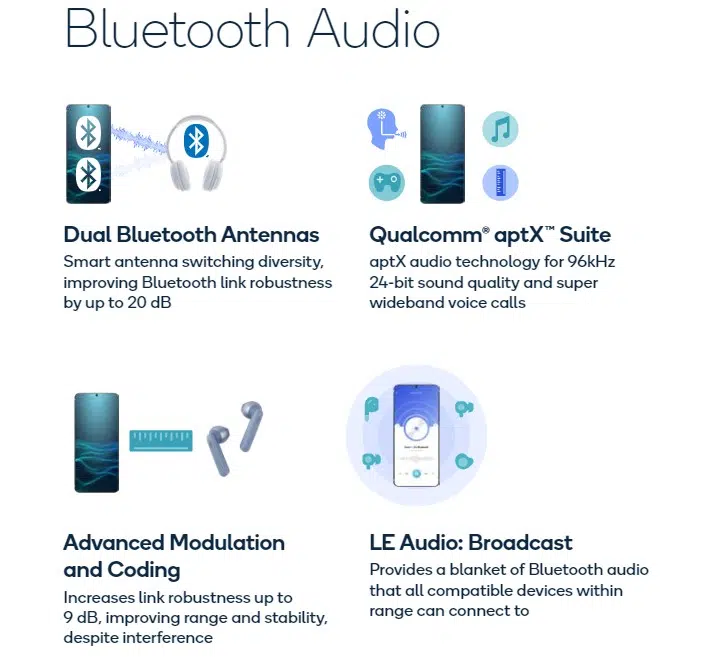 Bluetooth Audio
Dual Bluetooth Antennas
Smart antenna switching diversity,
improving Bluetooth link robustness
by up to 20 dB
Qualcomm® aptX™ Suite
aptX audio technology for 96kHz
24-bit sound quality and super
wideband voice calls
Advanced Modulation
and Coding
Increases link robustness up to
9 dB, improving range and stability,
despite interference
LE Audio: Broadcast
Provides a blanket of Bluetooth audio
that all compatible devices within
range can connect to